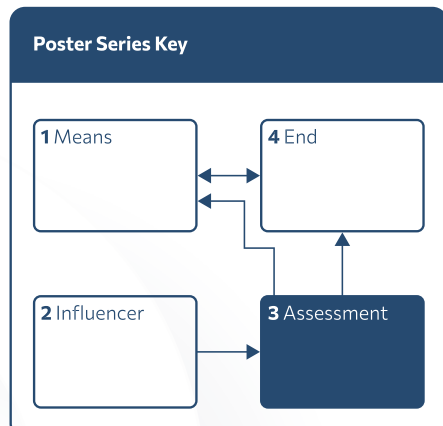 Poster Series Key
1 Means
4 End
2 Influencer
3 Assessment